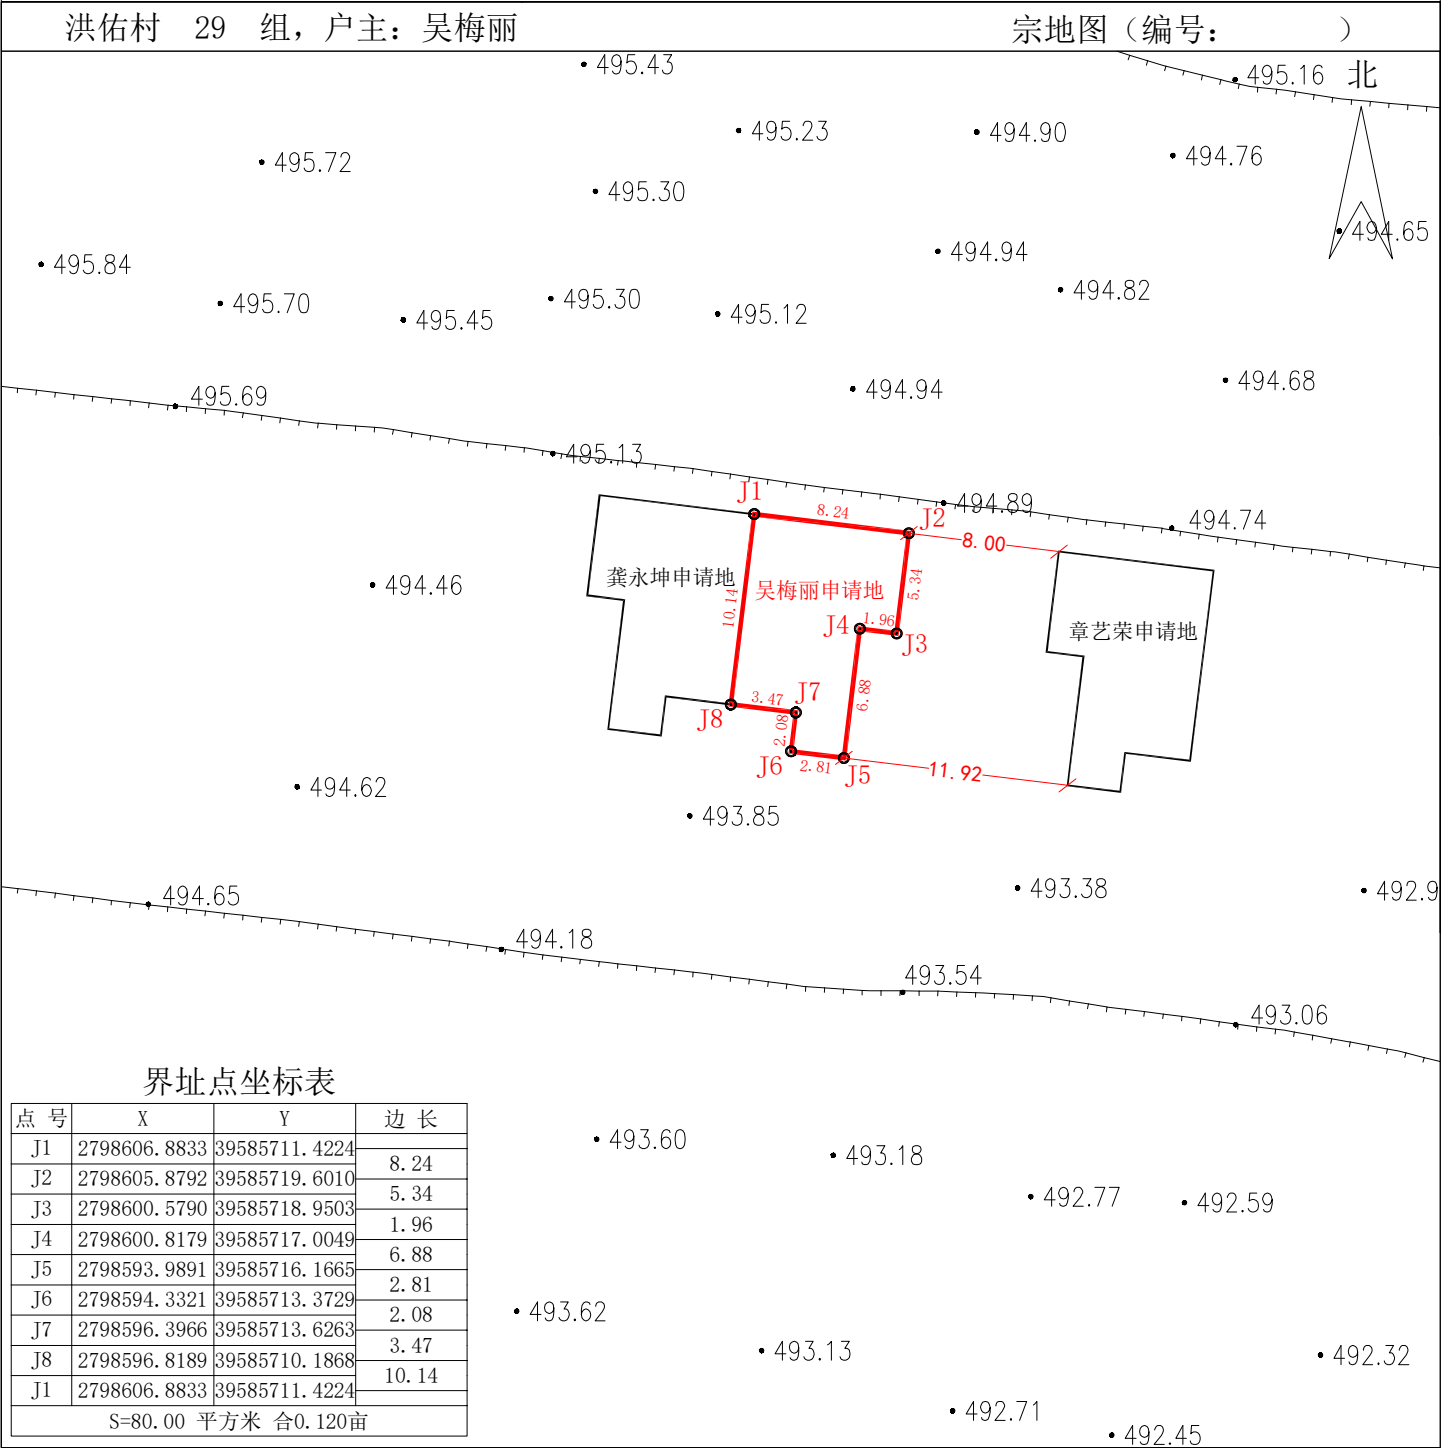 洪佑村 29 组，户主：吴梅丽 宗地图（编号： ）
495.43
495.16 北
495.23 494.90
494.76
495.72
495.30
494.65
494.94
495.84
494.82
495.70 495.30
495.45 495.12
494.68
494.94
495.69
495.13
J1 494.89
8.24 J2 494.74
8.00
龚永坤申请地 吴梅丽申请地 5.34
494.46
10.14
J4 1.96 J3 章艺荣申请地
6.88
3.47 J7
J8 2.08
J6 2.81 J5 11.92
494.62
493.85
493.38 492.9
494.65
494.18
493.54
493.06
界址点坐标表
点 号 X Y 边 长
J1 2798606.8833 39585711.4224
8.24
J2 2798605.8792 39585719.6010
5.34
J3 2798600.5790 39585718.9503
1.96
J4 2798600.8179 39585717.0049
6.88
J5 2798593.9891 39585716.1665
2.81
J6 2798594.3321 39585713.3729
2.08
J7 2798596.3966 39585713.6263
3.47
J8 2798596.8189 39585710.1868
10.14
J1 2798606.8833 39585711.4224
S=80.00 平方米 合0.120亩
493.60
493.18
492.77 492.59
493.62
493.13 492.32
492.71
492.45